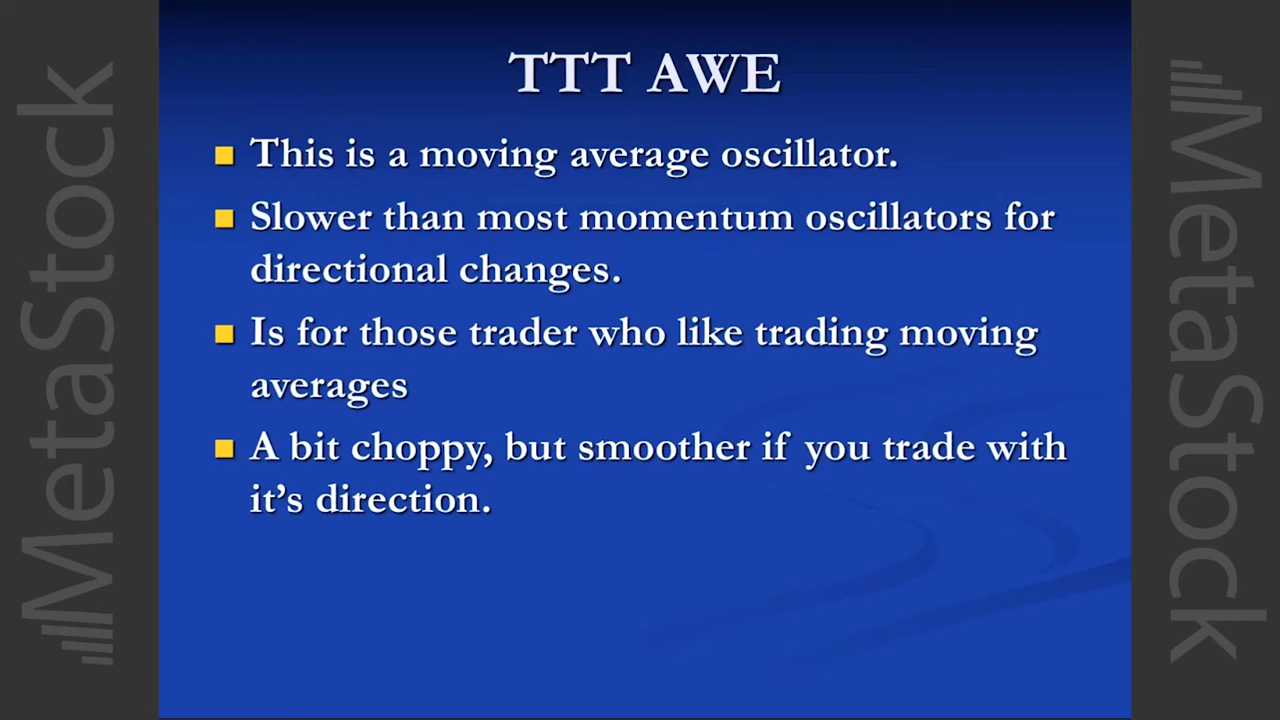 MetaStock
TTT AWE
This is a moving average oscillator.
Slower than most momentum oscillators for
directional changes.
Is for those trader who like trading moving
averages
A bit choppy, but smoother if you trade with
it’s direction.
MetaStock